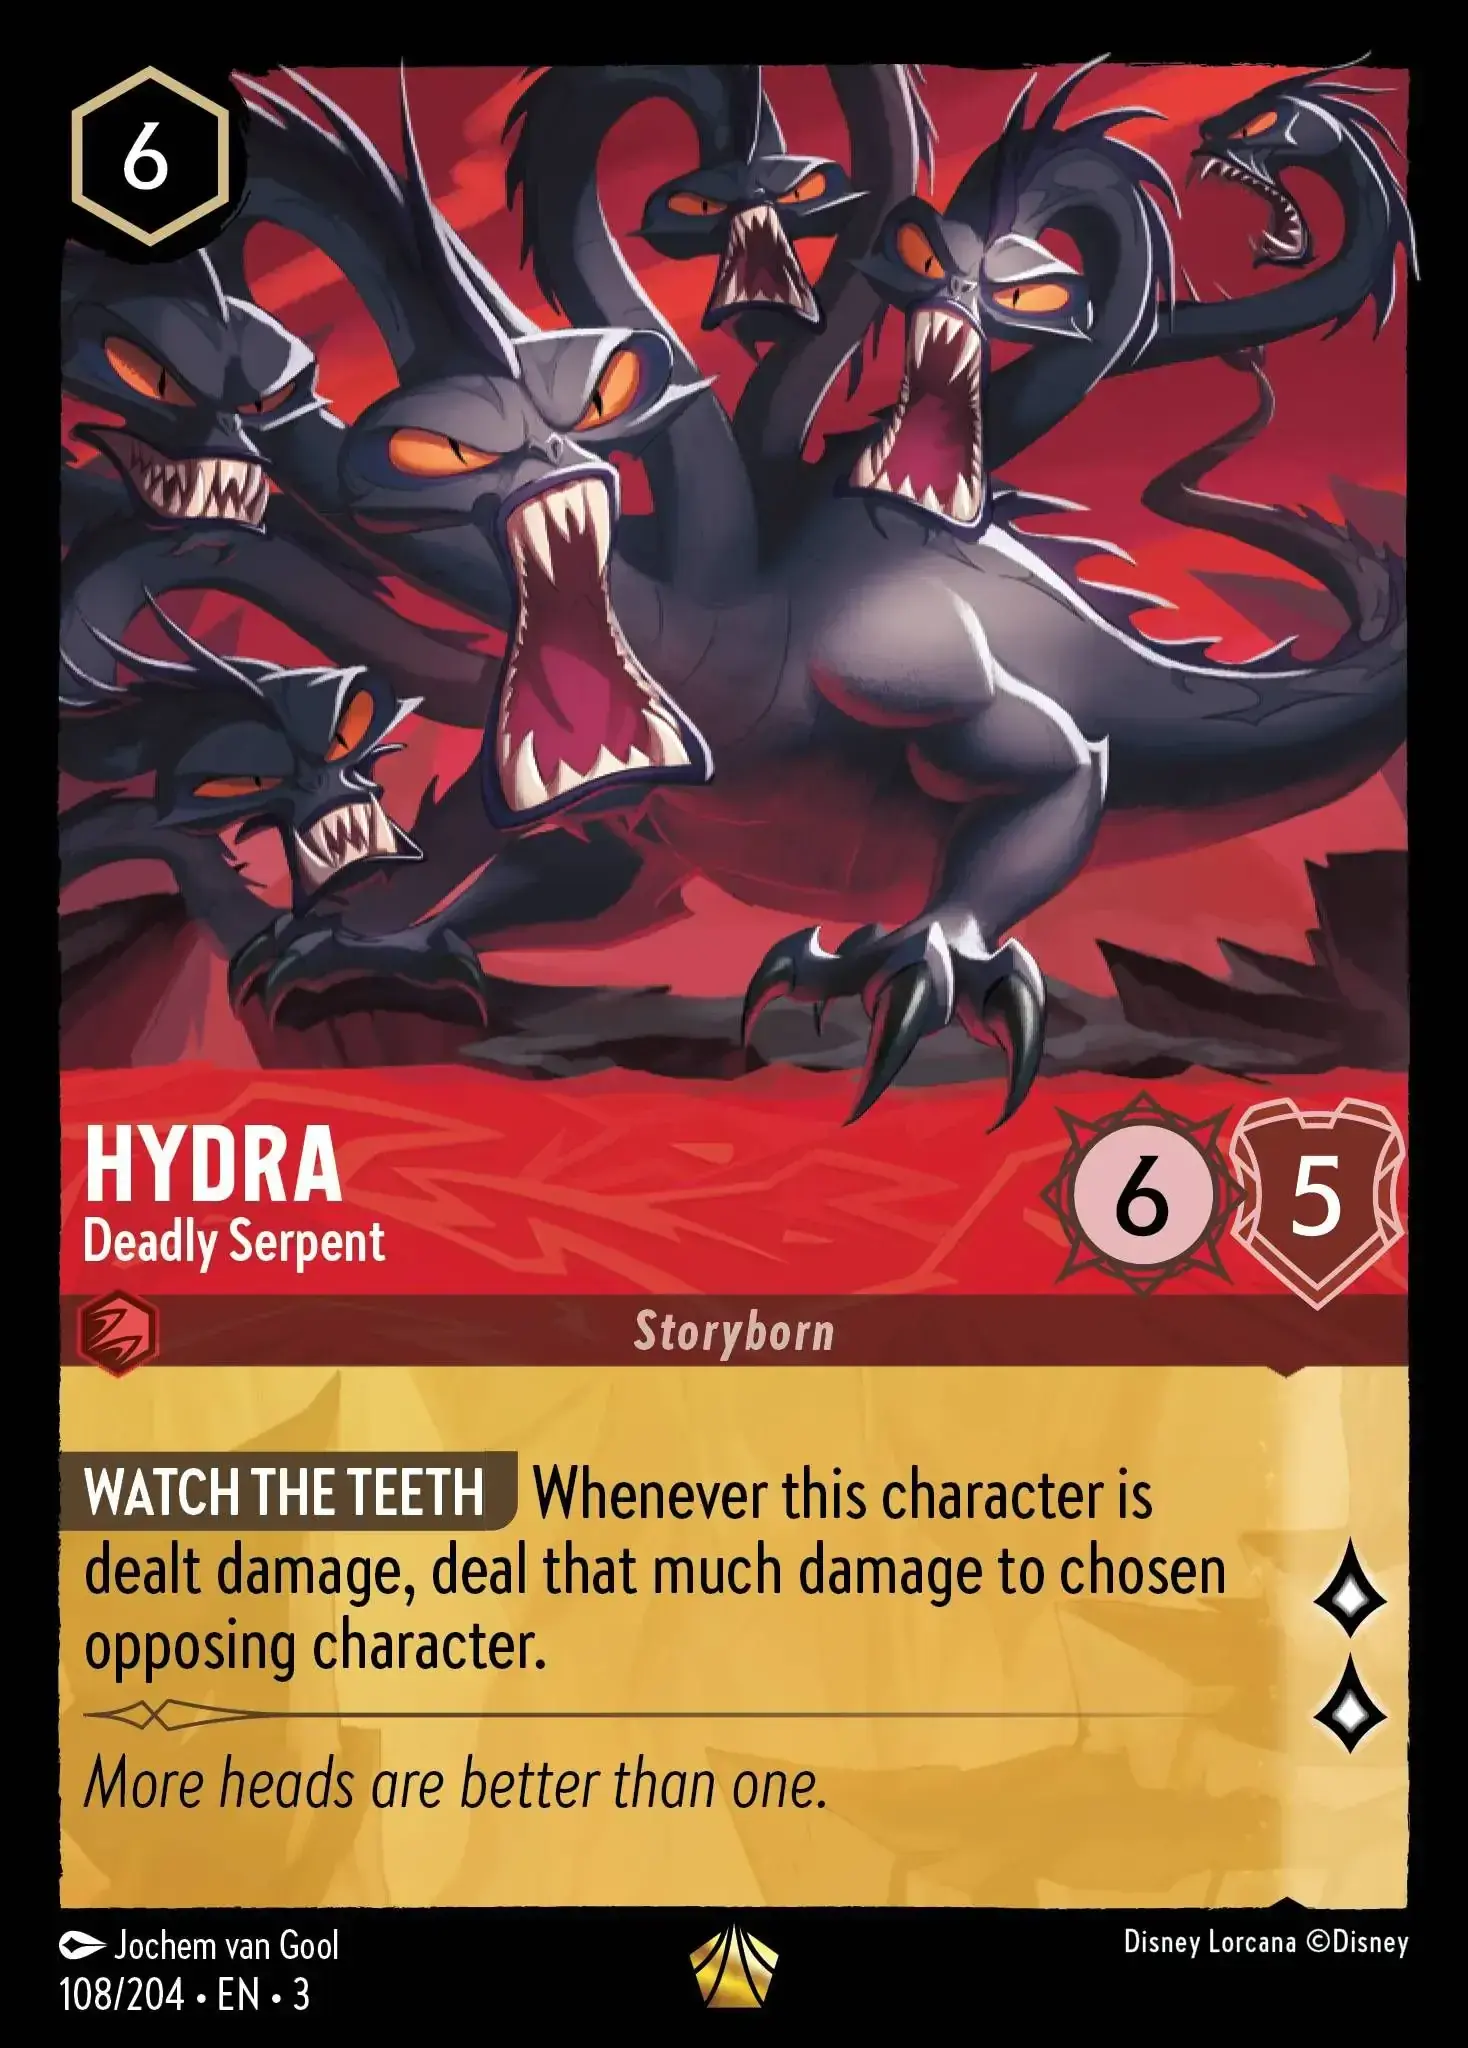 6
HYDRA
Deadly Serpent
6
5
Storyborn
WATCH THE TEETH Whenever this character is
dealt damage, deal that much damage to chosen
opposing character.
More heads are better than one.
Jochem van Gool
Disney Lorcana ©Disney
108/204 • EN • 3